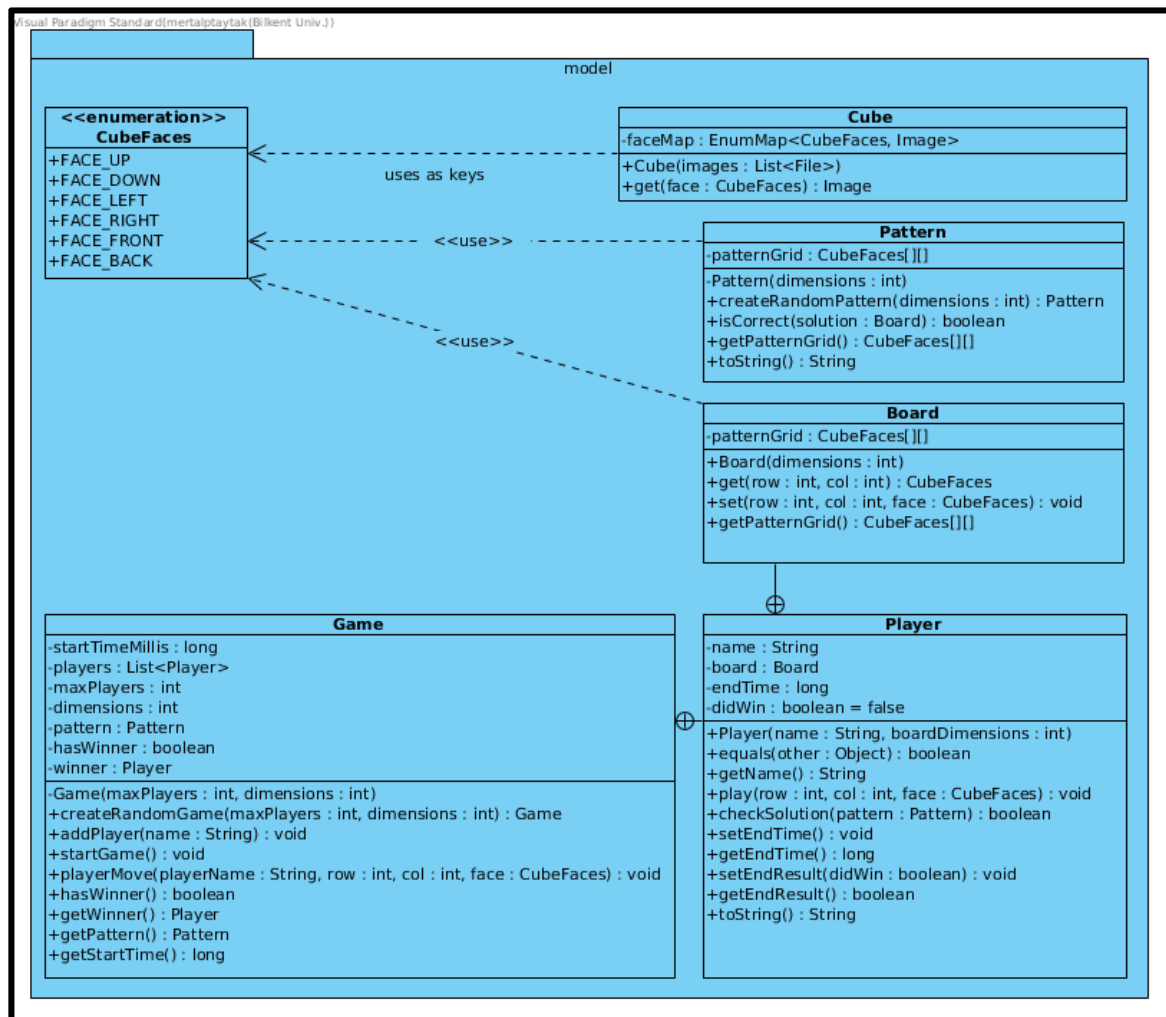 Visual Paradigm Standard(mertalptaytak(Bilkent Univ.))
model
<<enumeration>>
CubeFaces
+FACE_UP
+FACE_DOWN
+FACE_LEFT
+FACE_RIGHT
+FACE_FRONT
+FACE_BACK
uses as keys
<<use>>
<<use>>
Cube
-faceMap : EnumMap<CubeFaces, Image>
+Cube(images : List<File>)
+get(face : CubeFaces) : Image
Pattern
-patternGrid : CubeFaces[][]
-Pattern(dimensions : int)
+createRandomPattern(dimensions : int) : Pattern
+isCorrect(solution : Board) : boolean
+getPatternGrid() : CubeFaces[][]
+toString() : String
Board
-patternGrid : CubeFaces[][]
+Board(dimensions : int)
+get(row : int, col : int) : CubeFaces
+set(row : int, col : int, face : CubeFaces) : void
+getPatternGrid() : CubeFaces[][]
Game
-startTimeMillis : long
-players : List<Player>
-maxPlayers : int
-dimensions : int
-pattern : Pattern
-hasWinner : boolean
-winner : Player
-Game(maxPlayers : int, dimensions : int)
+createRandomGame(maxPlayers : int, dimensions : int) : Game
+addPlayer(name : String) : void
+startGame() : void
+playerMove(playerName : String, row : int, col : int, face : CubeFaces) : void
+hasWinner() : boolean
+getWinner() : Player
+getPattern() : Pattern
+getStartTime() : long
Player
-name : String
-board : Board
-endTime : long
-didWin : boolean = false
+Player(name : String, boardDimensions : int)
+equals(other : Object) : boolean
+getName() : String
+play(row : int, col : int, face : CubeFaces) : void
+checkSolution(pattern : Pattern) : boolean
+setEndTime() : void
+getEndTime() : long
+setEndResult(didWin : boolean) : void
+getEndResult() : boolean
+toString() : String